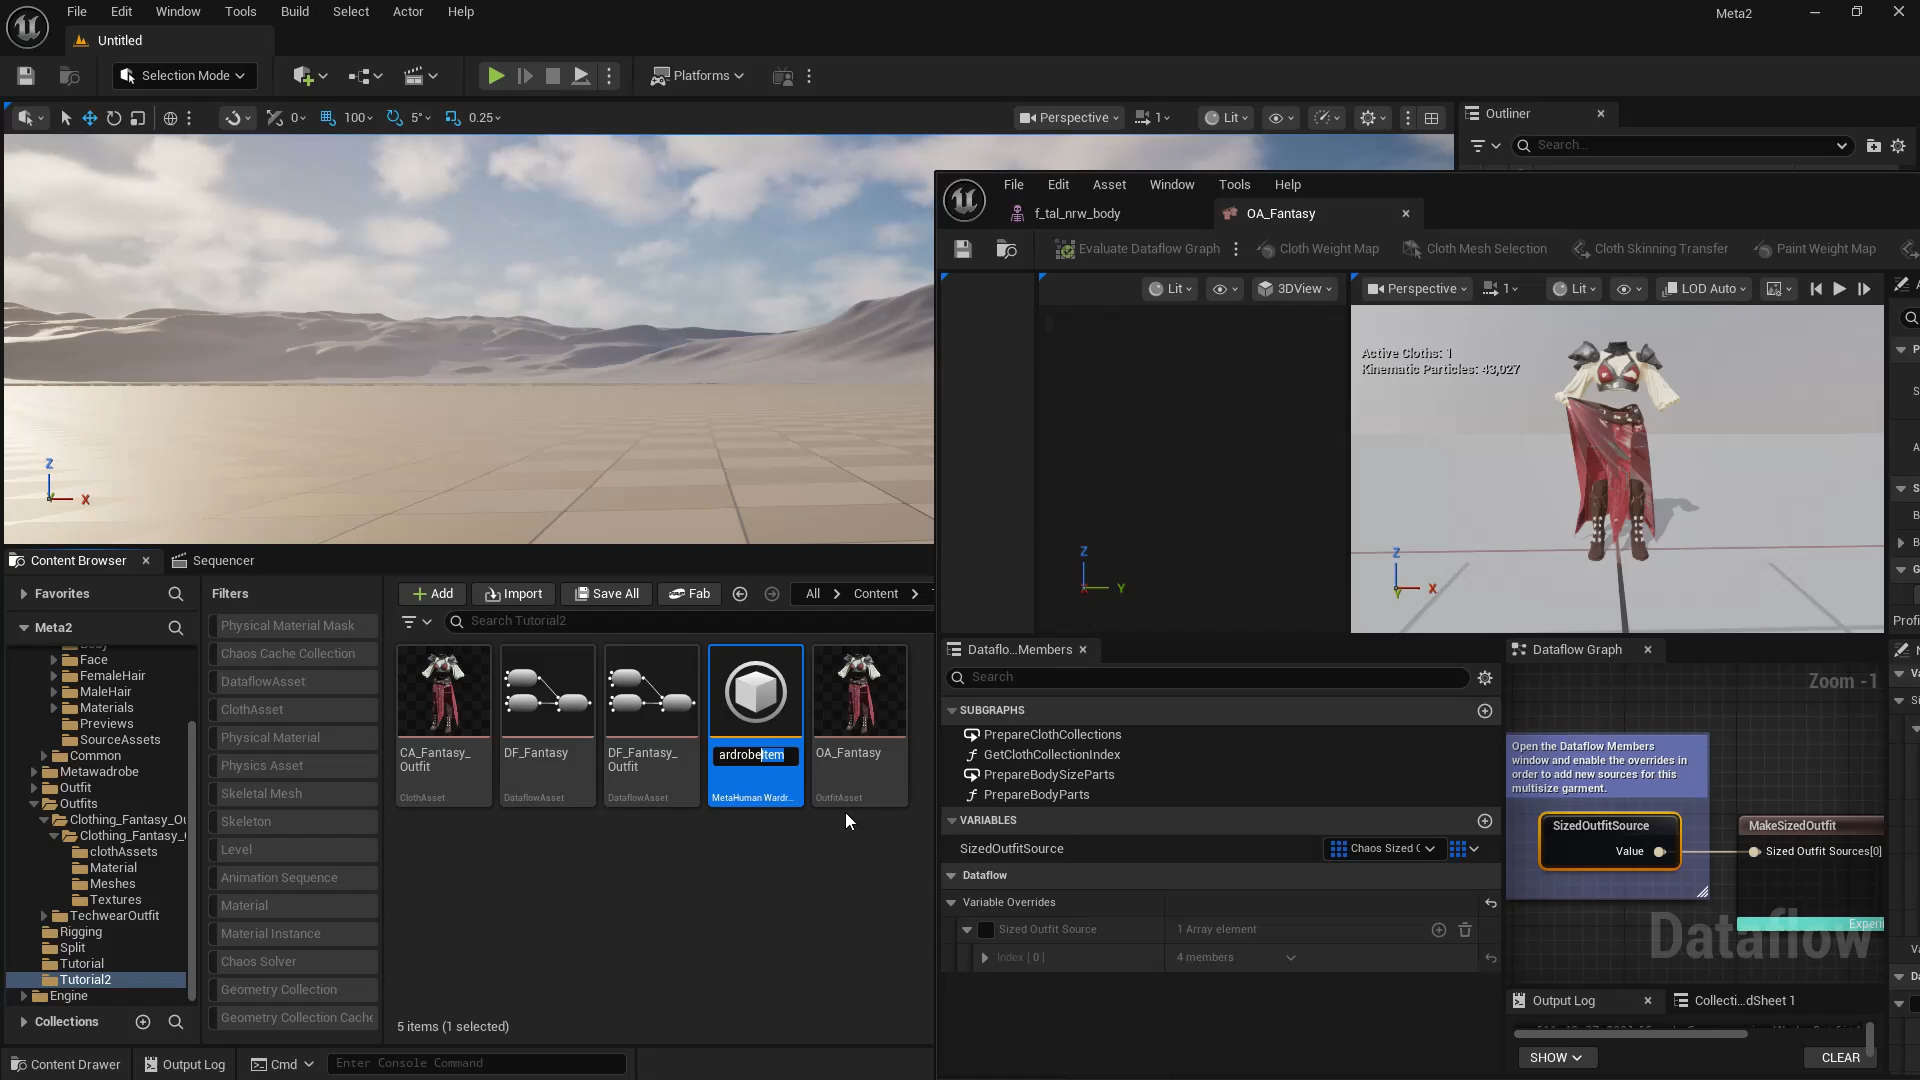 File Edit Window Tools Build Select Actor Help
Meta2
Untitled
Selection Mode
Platforms
0 100 5° 0.25
Perspective 1 Lit
Outliner
Search...
File Edit Asset Window Tools Help
f_tal_nrw_body
OA_Fantasy
Evaluate Dataflow Graph
Cloth Weight Map
Cloth Mesh Selection
Cloth Skinning Transfer
Paint Weight Map
Lit 3DView
Perspective 1 Lit LOD Auto
Active Cloths: 1
Kinematic Particles: 43,027
Z
X
Z
Y
X
Z
X
Y
Content Browser
Sequencer
Favorites
Meta2
Face
FemaleHair
MaleHair
Materials
Previews
SourceAssets
Common
Metawadrobe
Outfit
Outfits
Clothing_Fantasy_Ou
Clothing_Fantasy_
clothAssets
Material
Meshes
Textures
TechwearOutfit
Rigging
Split
Tutorial
Tutorial2
Engine
Collections
Filters
Physical Material Mask
Chaos Cache Collection
DataflowAsset
ClothAsset
Physical Material
Physics Asset
Skeletal Mesh
Skeleton
Level
Animation Sequence
Material
Material Instance
Chaos Solver
Geometry Collection
Geometry Collection Cache
Add Import Save All Fab All Content
Search Tutorial2
CA_Fantasy_
Outfit
ClothAsset
DF_Fantasy
DataflowAsset
DF_Fantasy_
Outfit
DataflowAsset
ardrobeItem
MetaHuman Wardr...
OA_Fantasy
OutfitAsset
5 items (1 selected)
Content Drawer
Output Log
Cmd
Enter Console Command
Dataflo...Members
Search
SUBGRAPHS
PrepareClothCollections
GetClothCollectionIndex
PrepareBodySizeParts
PrepareBodyParts
VARIABLES
SizedOutfitSource
Chaos Sized
Dataflow
Variable Overrides
Sized Outfit Source
1 Array element
Index [ 0 ]
4 members
Dataflow Graph
Zoom -1
Open the Dataflow Members
window and enable the overrides in
order to add new sources for this
multisize garment.
SizedOutfitSource
Value
MakeSizedOutfit
Sized Outfit Sources[0]
Experi
Dataflow
Output Log
Collecti...dSheet 1
SHOW
CLEAR
Profi